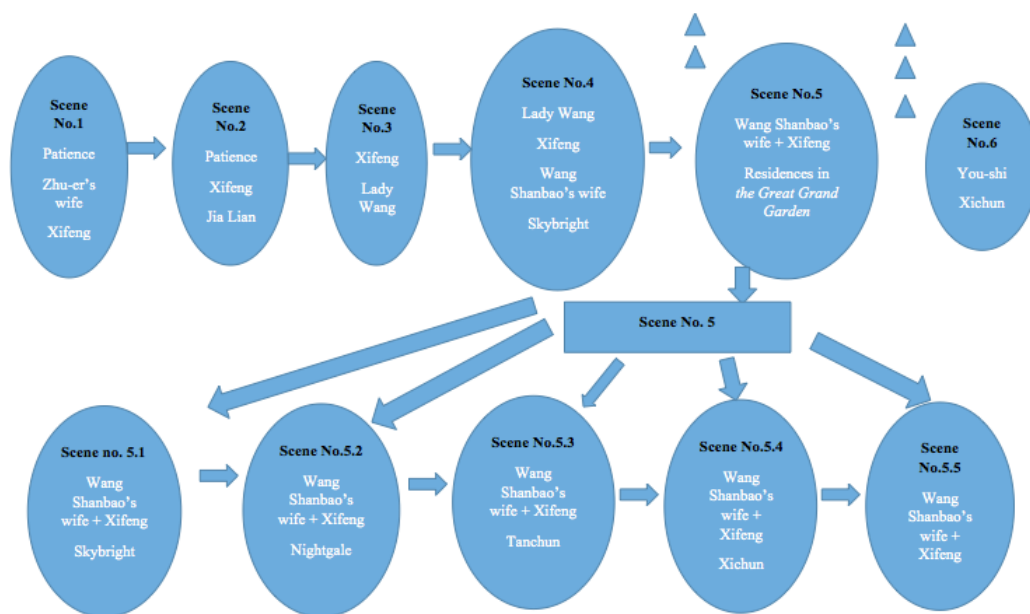 Scene
No.1
Patience
Zhu-er's
wife
Xifeng
Scene
No.2
Patience
Xifeng
Jia Lian
Scene
No.3
Xifeng
Lady
Wang
Scene No.4
Lady Wang
Xifeng
Wang
Shanbao's wife
Skybright
Scene No.5
Wang Shanbao's
wife + Xifeng
Residences in
the Great Grand
Garden
Scene
No.6
You-shi
Xichun
Scene No. 5
Scene no. 5.1
Wang
Shanbao's
wife + Xifeng
Skybright
Scene No.5.2
Wang
Shanbao's
wife + Xifeng
Nightgale
Scene No.5.3
Wang
Shanbao's
wife + Xifeng
Tanchun
Scene No.5.4
Wang
Shanbao's
wife +
Xifeng
Xichun
Scene
No.5.5
Wang
Shanbao's
wife +
Xifeng